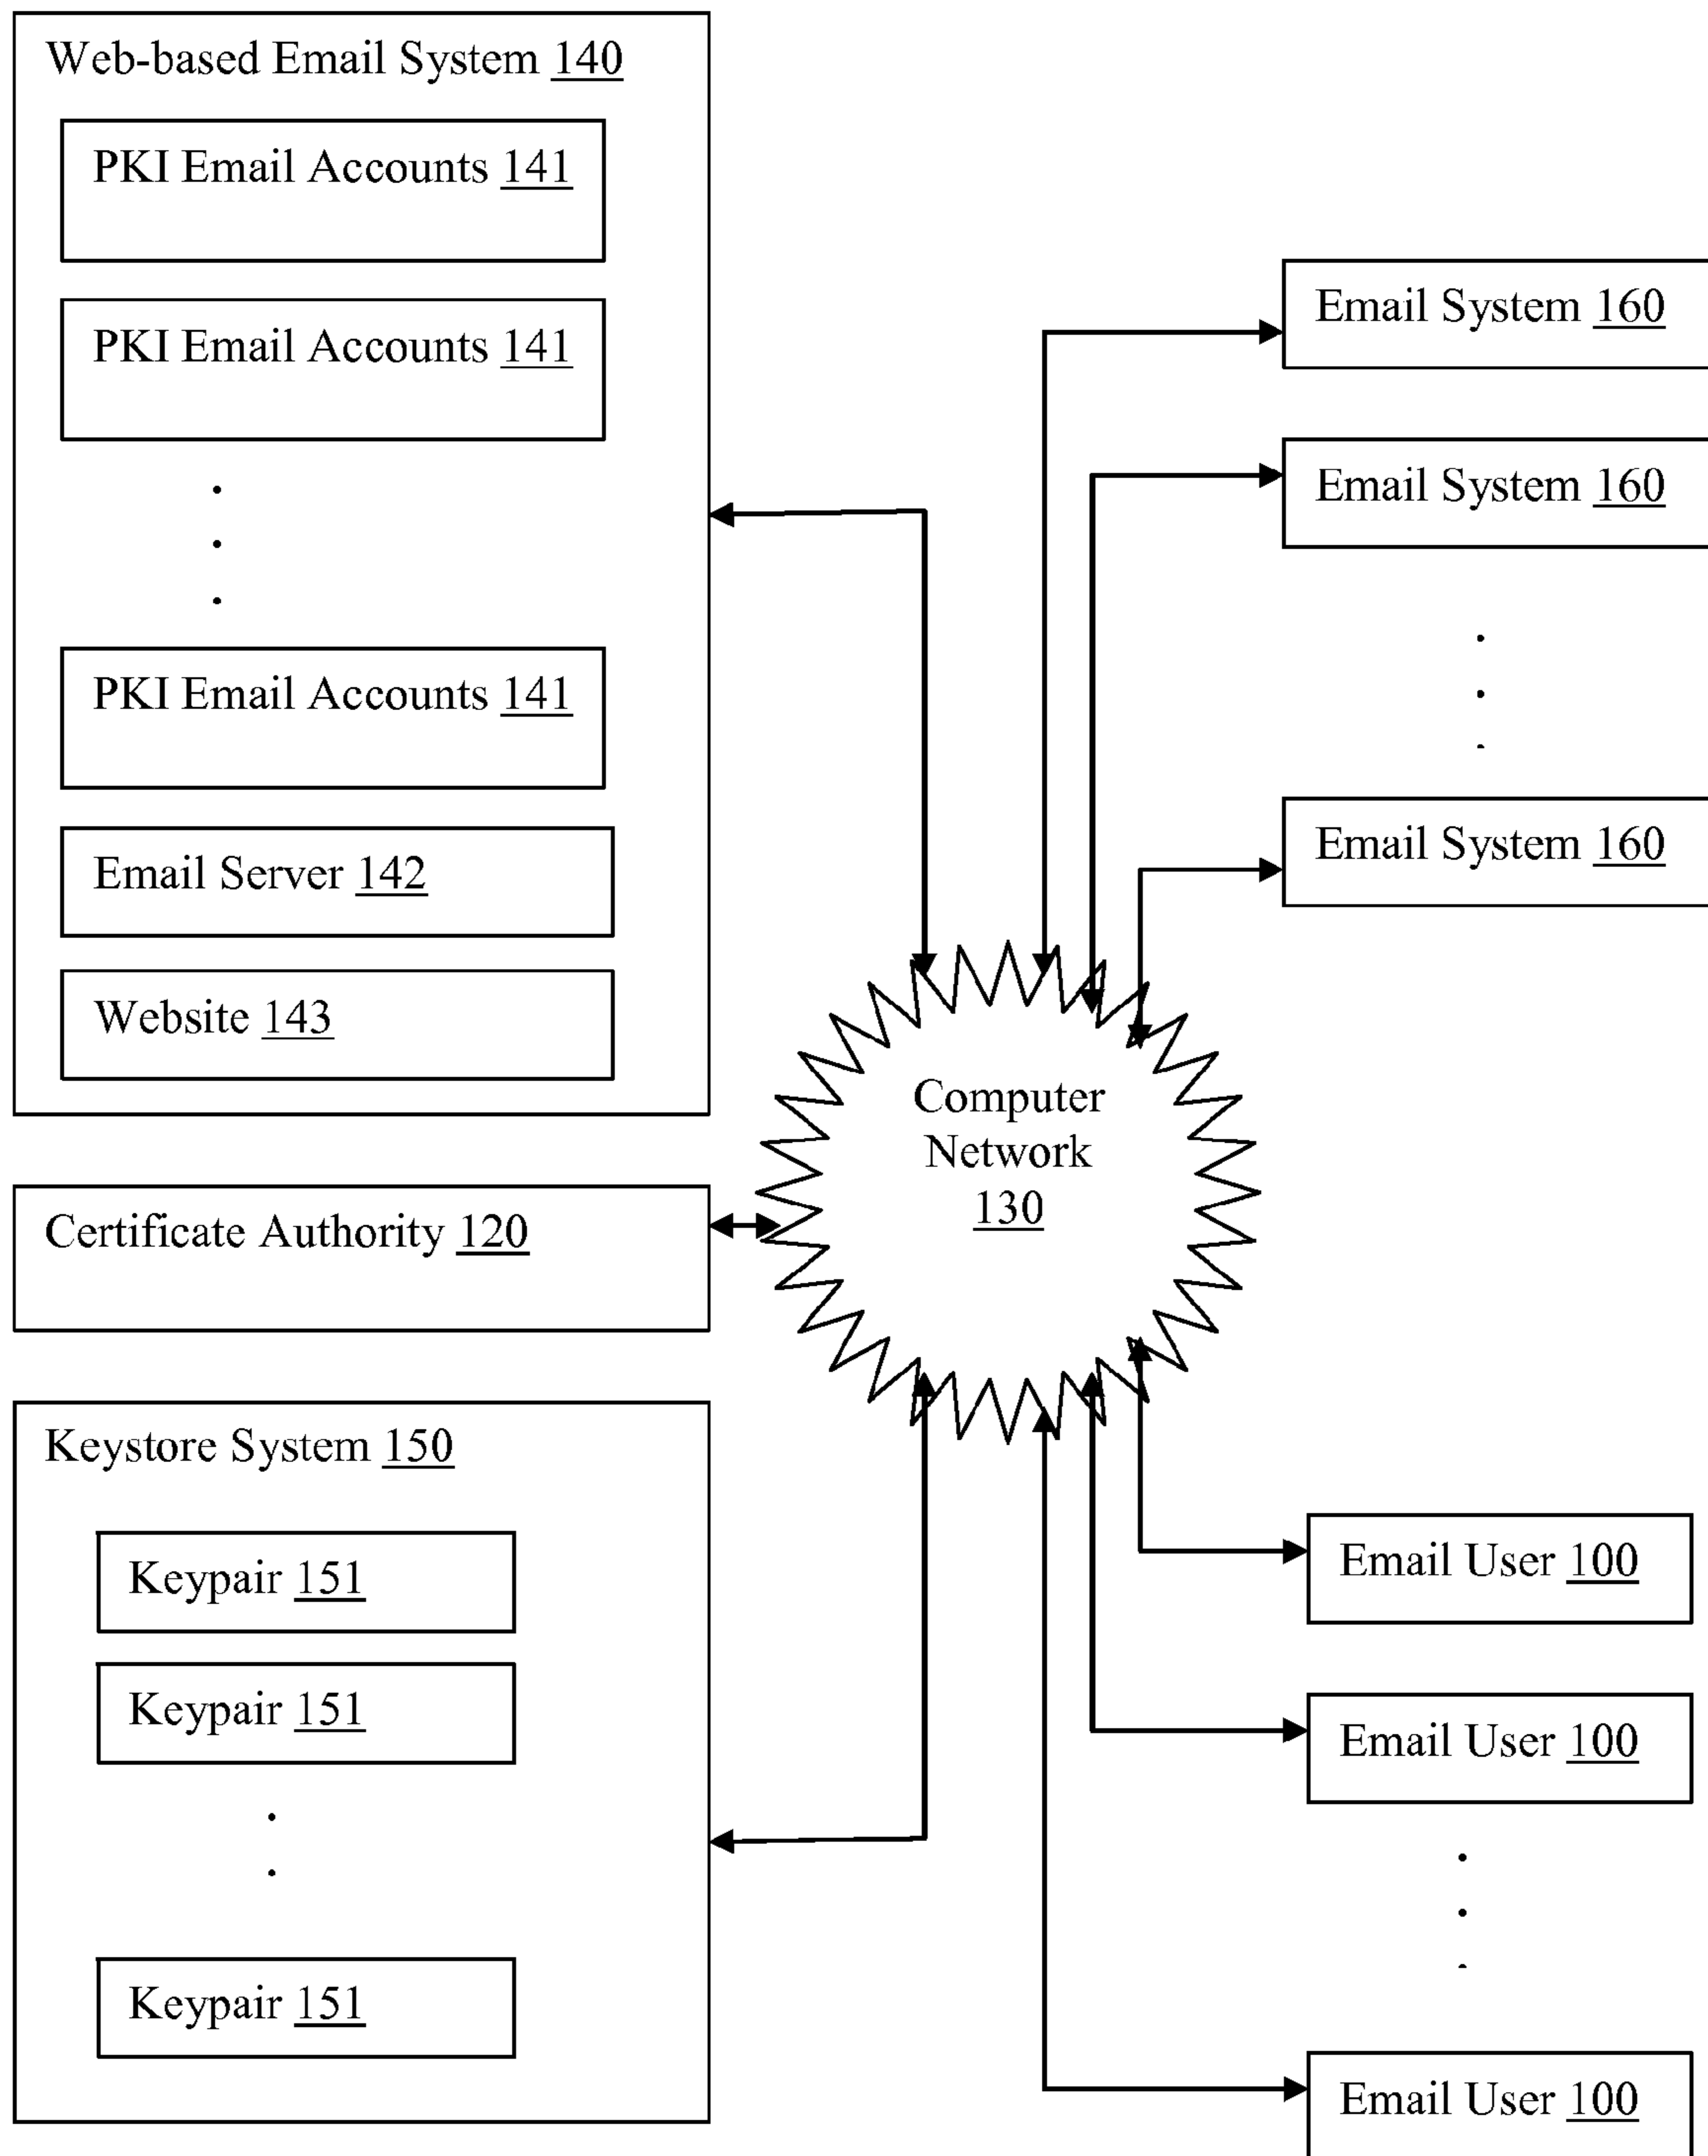 Web-based Email System 140
PKI Email Accounts 141
PKI Email Accounts 141
PKI Email Accounts 141
Email Server 142
Website 143
Certificate Authority 120
Keystore System 150
Keypair 151
Keypair 151
Keypair 151
Computer
Network
130
Email System 160
Email System 160
Email System 160
Email User 100
Email User 100
Email User 100